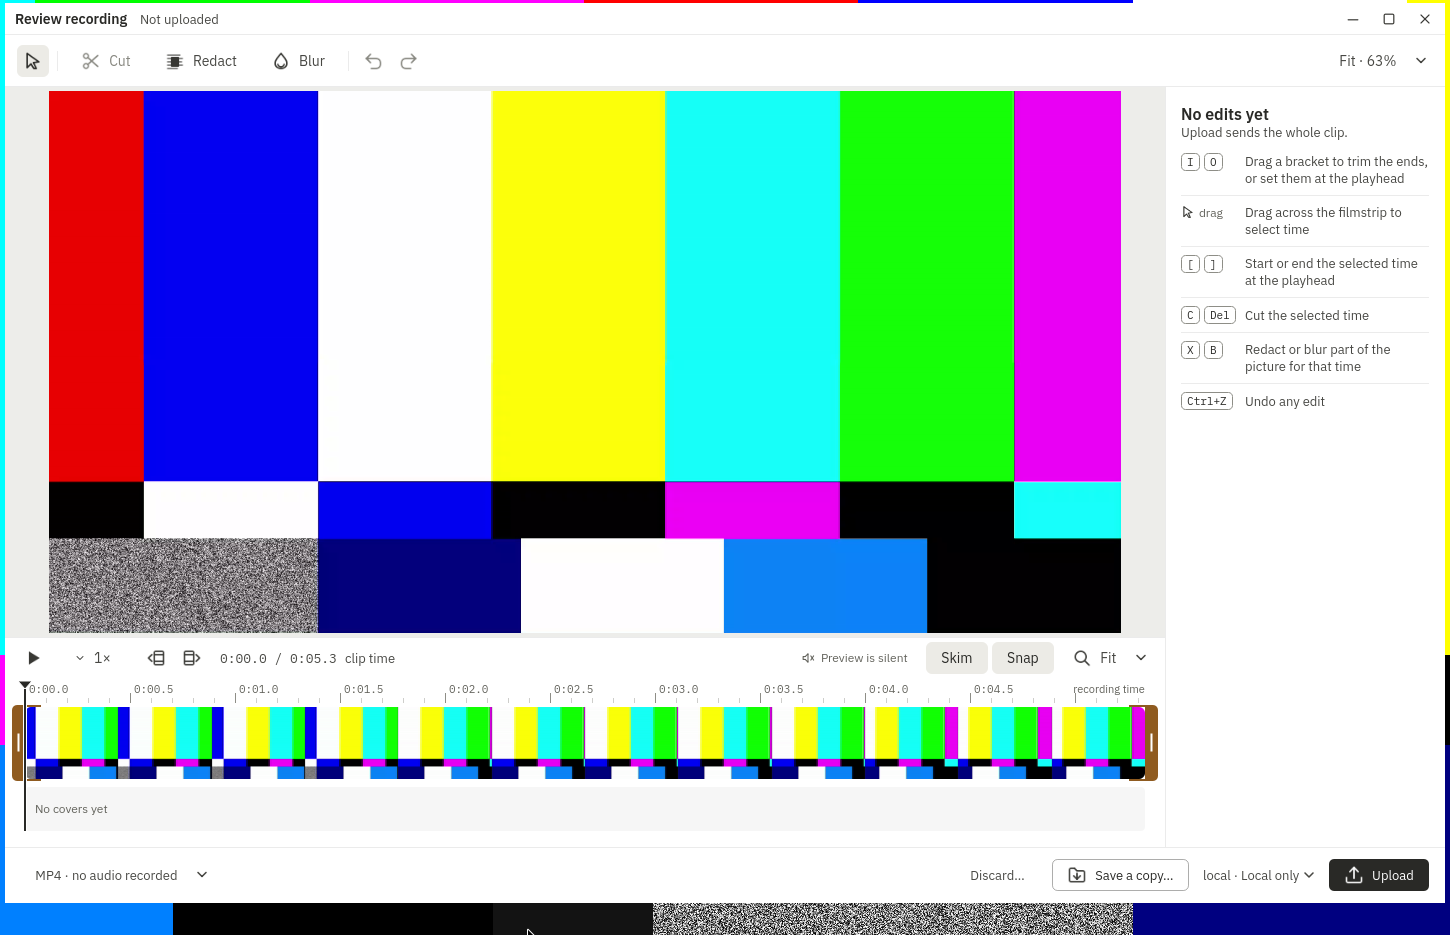 Review recording Not uploaded
Cut Redact Blur Fit · 63%
No edits yet
Upload sends the whole clip.
I O Drag a bracket to trim the ends,
or set them at the playhead
drag Drag across the filmstrip to
select time
[ ] Start or end the selected time
at the playhead
C Del Cut the selected time
X B Redact or blur part of the
picture for that time
Ctrl+Z Undo any edit
1× 0:00.0 / 0:05.3 clip time Preview is silent Skim Snap Fit
0:00.0 0:00.5 0:01.0 0:01.5 0:02.0 0:02.5 0:03.0 0:03.5 0:04.0 0:04.5 recording time
No covers yet
MP4 · no audio recorded Discard... Save a copy... local · Local only Upload